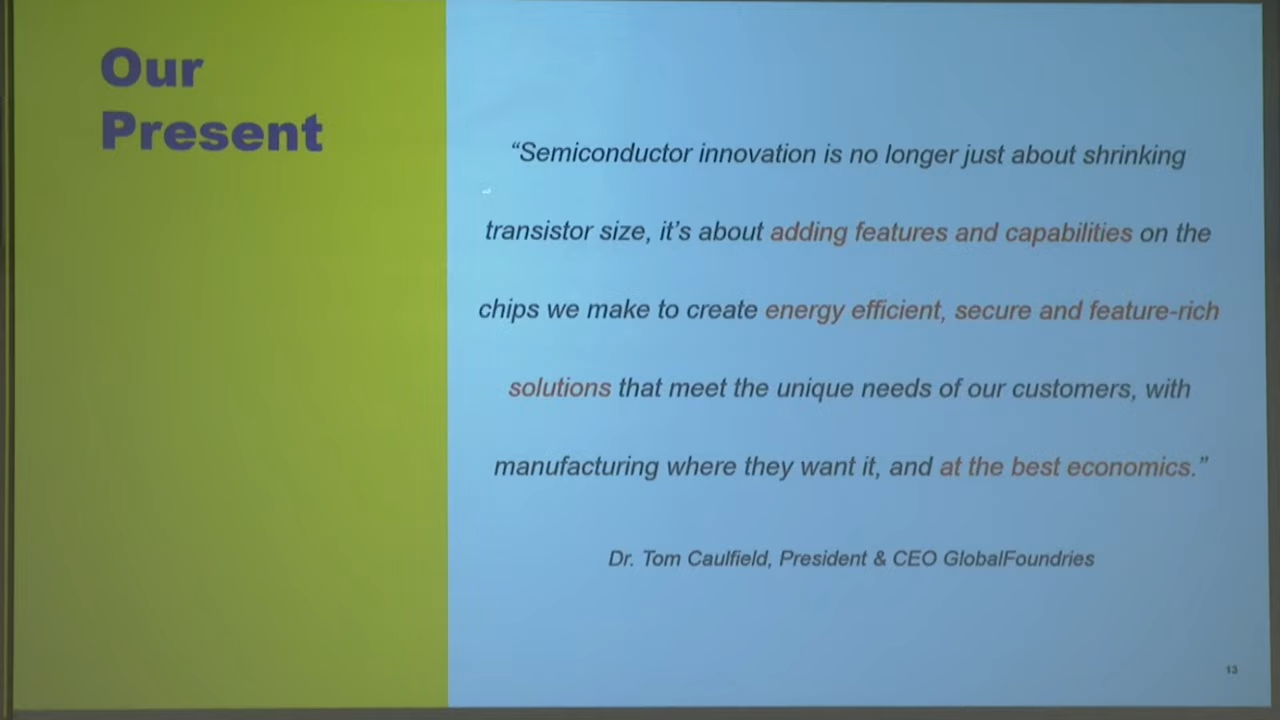 Our
Present
“Semiconductor innovation is no longer just about shrinking
transistor size, it’s about adding features and capabilities on the
chips we make to create energy efficient, secure and feature-rich
solutions that meet the unique needs of our customers, with
manufacturing where they want it, and at the best economics.”
Dr. Tom Caulfield, President & CEO GlobalFoundries
13